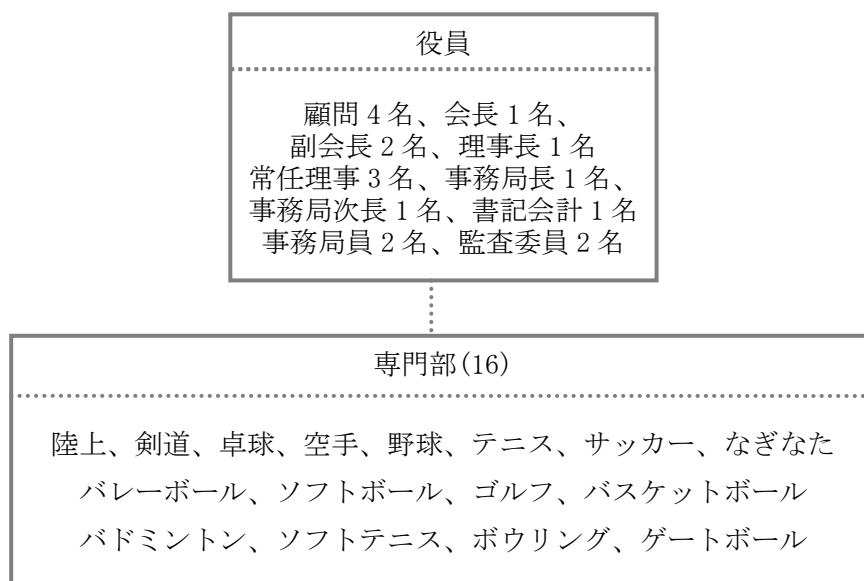 役員
顧問4名、会長1名、
副会長2名、理事長1名
常任理事3名、事務局長1名、
事務局次長1名、書記会計1名
事務局員2名、監査委員2名
専門部(16)
陸上、剣道、卓球、空手、野球、テニス、サッカー、なぎなた
バレーボール、ソフトボール、ゴルフ、バスケットボール
バドミントン、ソフトテニス、ボウリング、ゲートボール